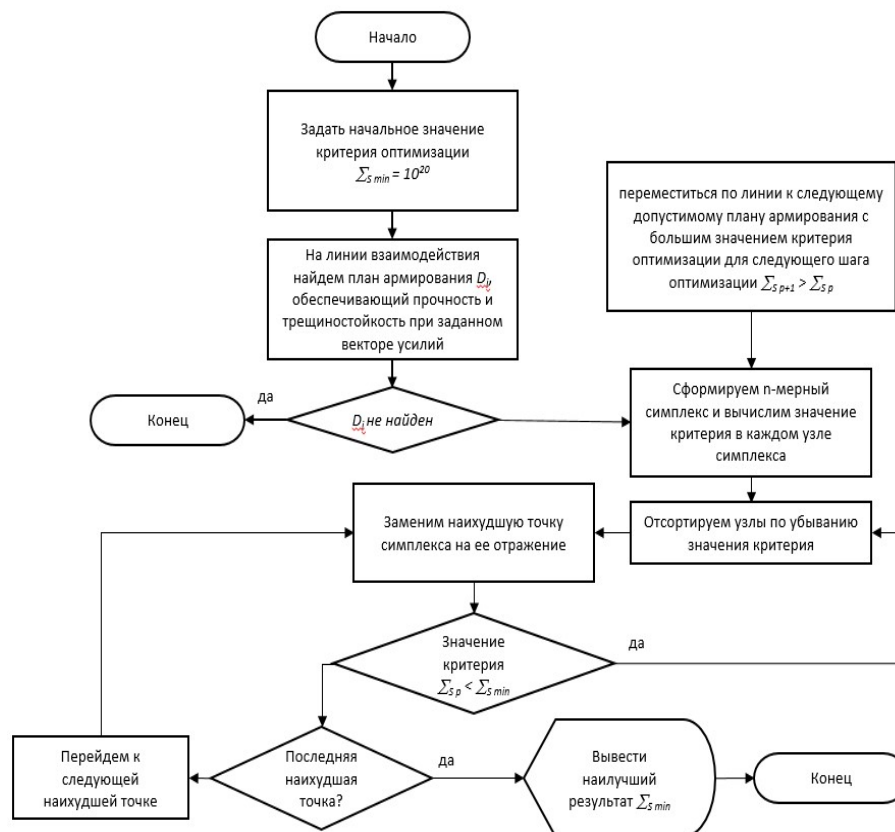 Начало
Задать начальное значение
критерия оптимизации
∑S min = 10²⁰
переместиться по линии к следующему
допустимому плану армирования с
большим значением критерия
оптимизации для следующего шага
оптимизации ∑S p+1 > ∑S p
На линии взаимодействия
найдем план армирования Di,
обеспечивающий прочность и
трещиностойкость при заданном
векторе усилий
да
Конец
Di не найден
Сформируем n-мерный
симплекс и вычислим значение
критерия в каждом узле
симплекса
Заменим наихудшую точку
симплекса на ее отражение
Отсортируем узлы по убыванию
значения критерия
Значение
критерия
∑S p < ∑S min
да
Перейдем к
следующей
наихудшей точке
Последняя
наихудшая
точка?
да
Вывести
наилучший
результат ∑S min
Конец